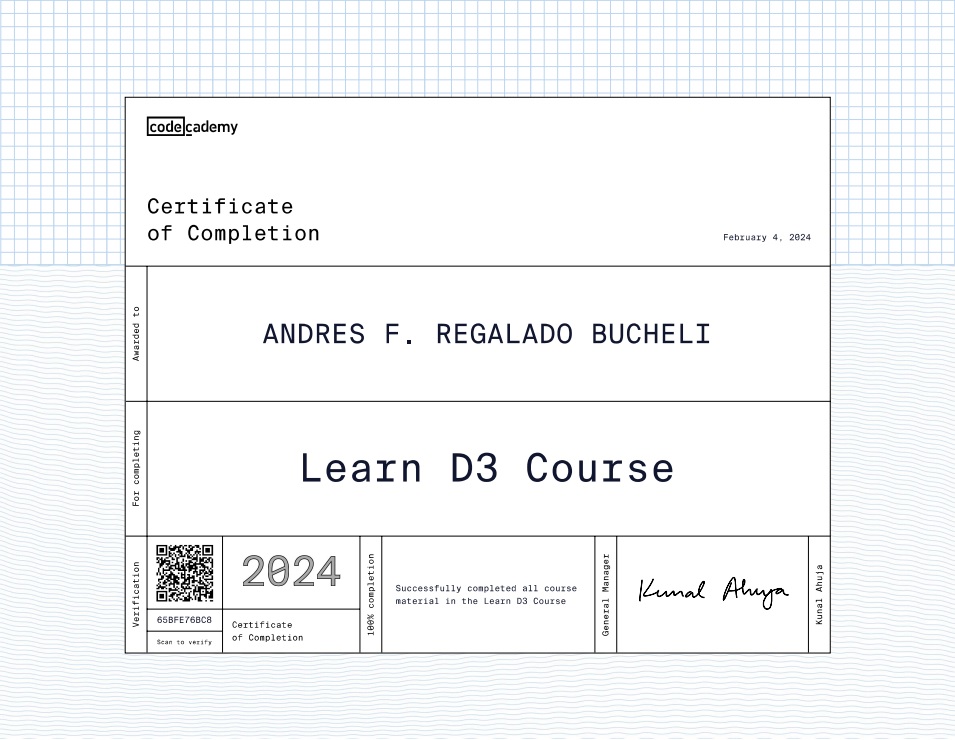 codecademy
Certificate
of Completion
February 4, 2024
Awarded to
ANDRES F. REGALADO BUCHELI
For completing
Learn D3 Course
Verification
65BFE76BC8
Scan to verify
2024
Certificate
of Completion
100% completion
Successfully completed all course
material in the Learn D3 Course
General Manager
Kunal Ahuja
Kunal Ahuja